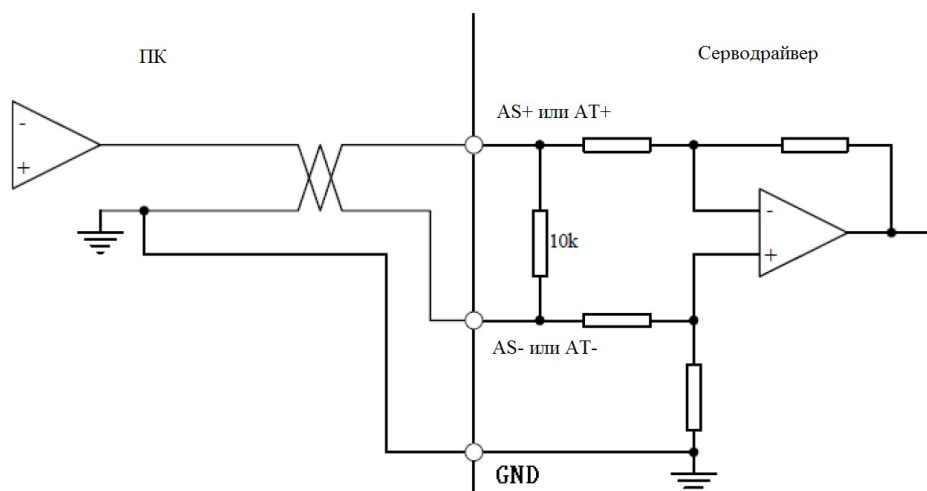 ПК
Серводрайвер
AS+ или AT+
-
+
-
+
10k
AS- или AT-
GND